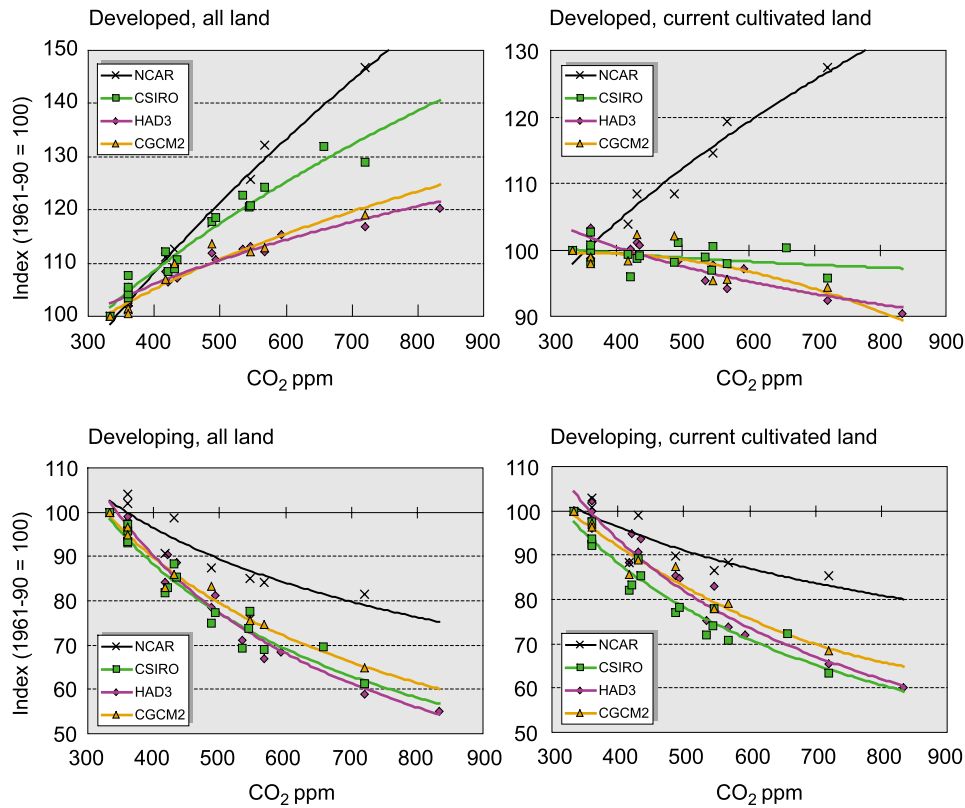 Developed, all land
150
140
130
120
110
100
300 400 500 600 700 800 900
Index (1961-90 = 100)
CO2 ppm
NCAR
CSIRO
HAD3
CGCM2
Developed, current cultivated land
130
120
110
100
90
300 400 500 600 700 800 900
CO2 ppm
NCAR
CSIRO
HAD3
CGCM2
Developing, all land
110
100
90
80
70
60
50
300 400 500 600 700 800 900
Index (1961-90 = 100)
CO2 ppm
NCAR
CSIRO
HAD3
CGCM2
Developing, current cultivated land
110
100
90
80
70
60
50
300 400 500 600 700 800 900
CO2 ppm
NCAR
CSIRO
HAD3
CGCM2